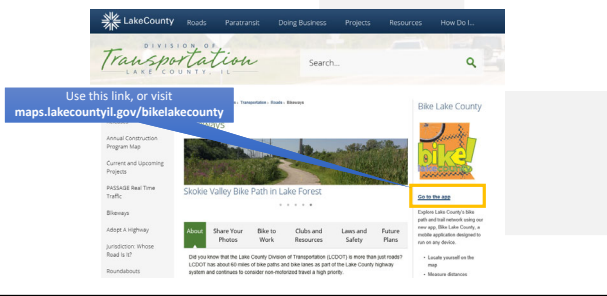 LakeCounty Roads Paratransit Doing Business Projects Resources How Do I...
DIVISION OF
Transportation
LAKE COUNTY, IL
Search...
Use this link, or visit
maps.lakecountyil.gov/bikelakecounty
Transportation › Roads › Bikeways
Annual Construction
Program Map
Current and Upcoming
Projects
PASSAGE Real Time
Traffic
Bikeways
Adopt A Highway
Jurisdiction: Whose
Road Is It?
Roundabouts
Skokie Valley Bike Path in Lake Forest
About
Share Your
Photos
Bike to
Work
Clubs and
Resources
Laws and
Safety
Future
Plans
Did you know that the Lake County Division of Transportation (LCDOT) is more than just roads?
LCDOT has about 60 miles of bike paths and bike lanes as part of the Lake County highway
system and continues to consider non-motorized travel a high priority.
Bike Lake County
bike!
Go to the app
Explore Lake County's bike
path and trail network using our
new app, Bike Lake County, a
mobile application designed to
run on any device.
• Locate yourself on the
map
• Measure distances